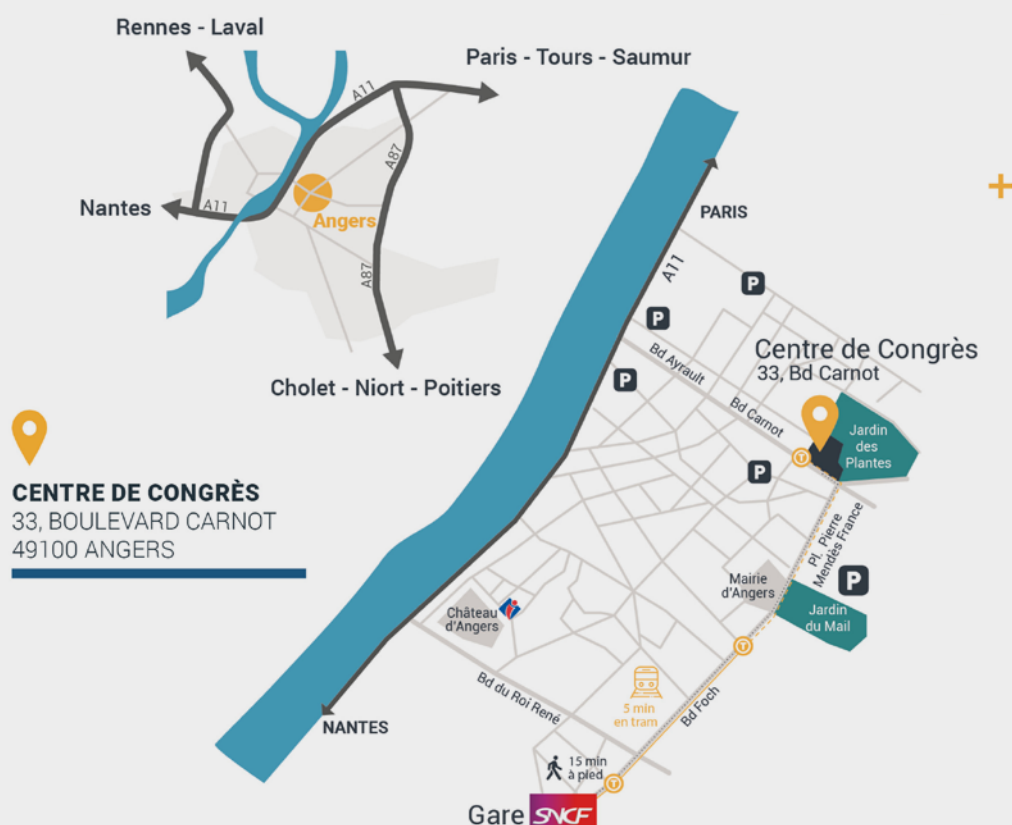 Rennes - Laval
Paris - Tours - Saumur
A11
A87
Nantes
A11
Angers
A87
Cholet - Niort - Poitiers
CENTRE DE CONGRÈS
33, BOULEVARD CARNOT
49100 ANGERS
PARIS
A11
P
P
P
Bd Ayrault
Centre de Congrès
33, Bd Carnot
Bd Carnot
Jardin
des
Plantes
T
P
Pl. Pierre
Mendès France
Mairie
d'Angers
P
Jardin
du Mail
Château
d'Angers
i
T
Bd du Roi René
5 min
en tram
Bd Foch
NANTES
15 min
à pied
T
Gare SNCF